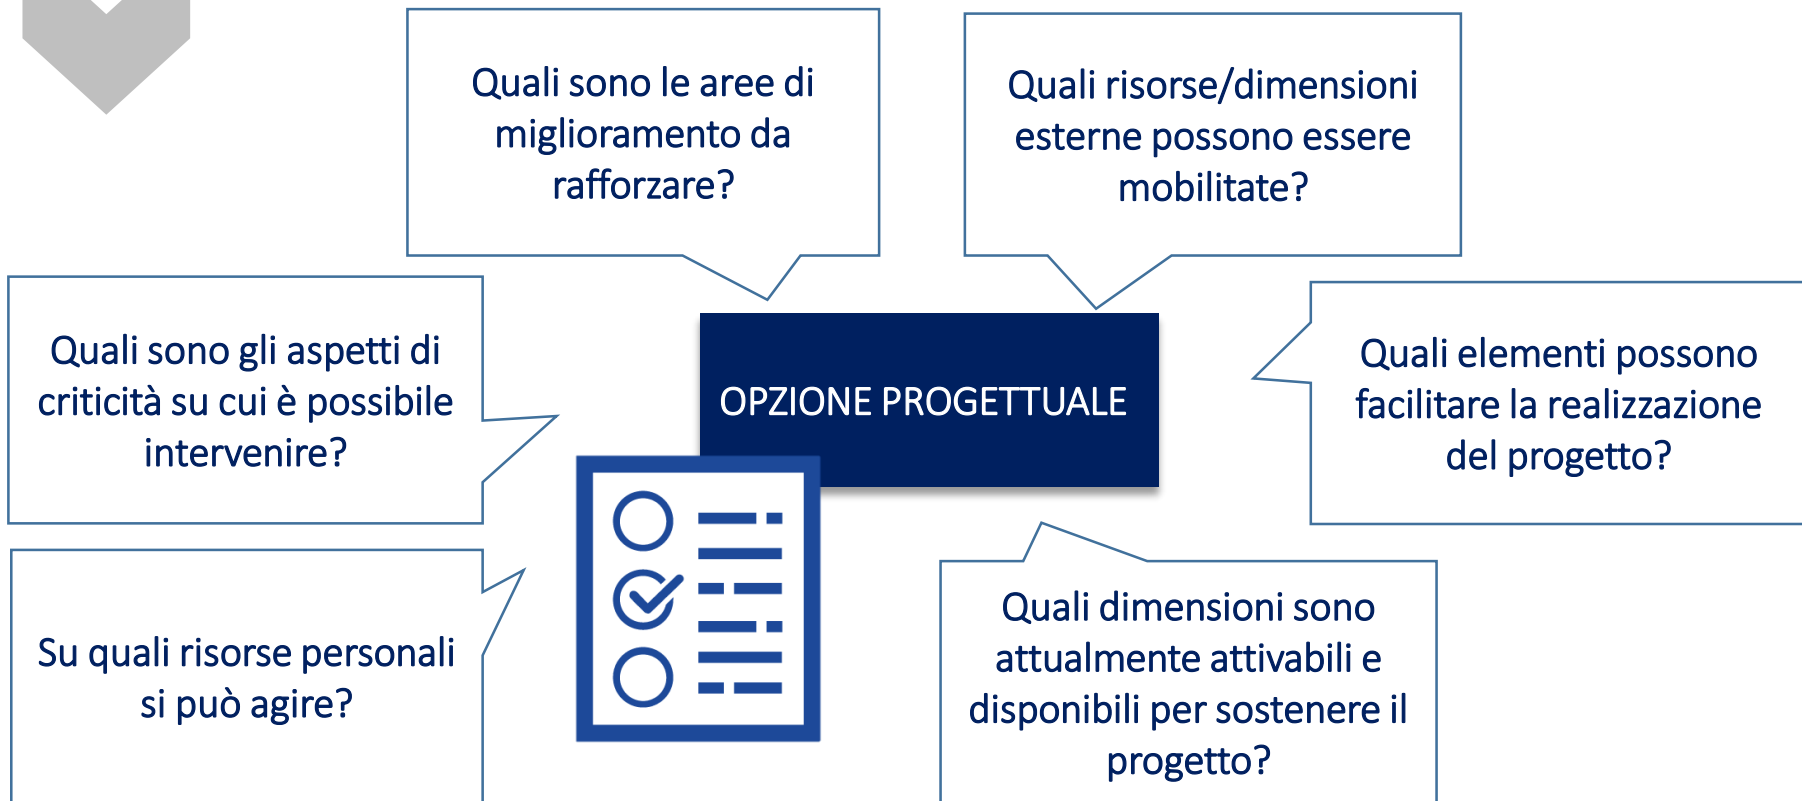 Quali sono le aree di
miglioramento da
rafforzare?
Quali risorse/dimensioni
esterne possono essere
mobilitate?
Quali sono gli aspetti di
criticità su cui è possibile
intervenire?
OPZIONE PROGETTUALE
Quali elementi possono
facilitare la realizzazione
del progetto?
Su quali risorse personali
si può agire?
Quali dimensioni sono
attualmente attivabili e
disponibili per sostenere il
progetto?